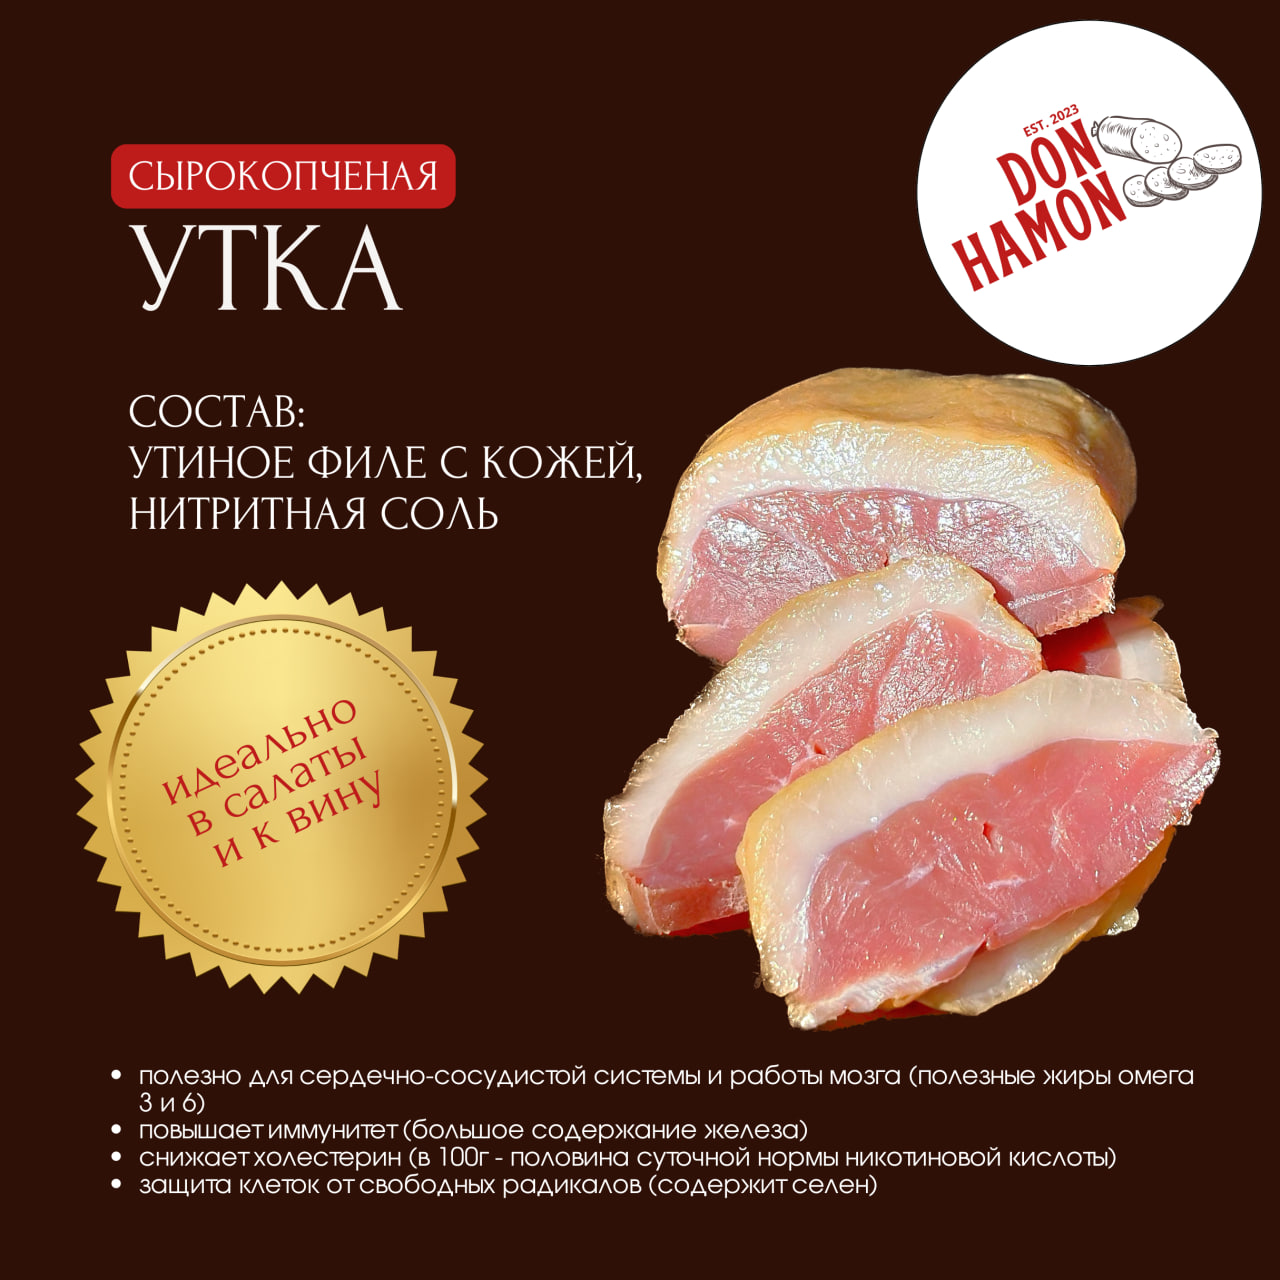 EST. 2023
DON
HAMON
СЫРОКОПЧЕНАЯ
УТКА
СОСТАВ:
УТИНОЕ ФИЛЕ С КОЖЕЙ,
НИТРИТНАЯ СОЛЬ
идеально
в салаты
и к вину
• полезно для сердечно-сосудистой системы и работы мозга (полезные жиры омега
3 и 6)
• повышает иммунитет (большое содержание железа)
• снижает холестерин (в 100г - половина суточной нормы никотиновой кислоты)
• защита клеток от свободных радикалов (содержит селен)